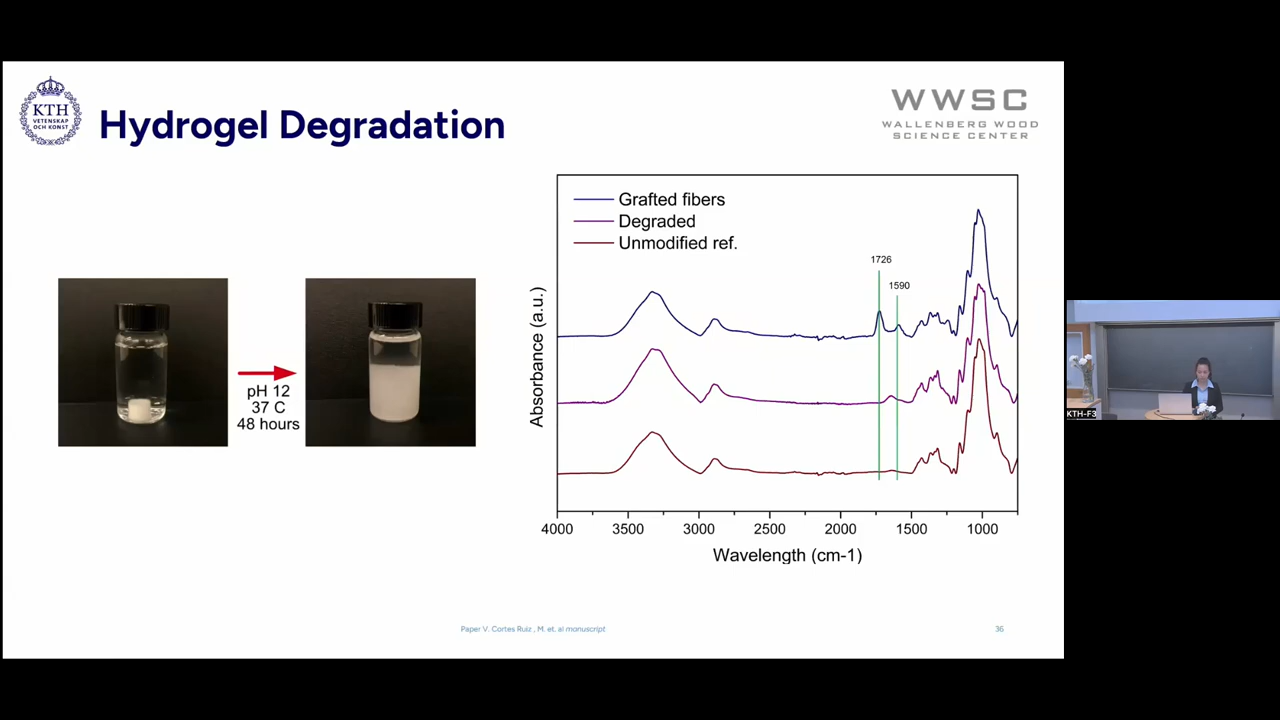 KTH
VETENSKAP
OCH KONST
Hydrogel Degradation
WWSC
WALLENBERG WOOD
SCIENCE CENTER
Grafted fibers
Degraded
Unmodified ref.
1726
1590
Absorbance (a.u.)
4000 3500 3000 2500 2000 1500 1000
Wavelength (cm-1)
pH 12
37 C
48 hours
Paper V. Cortes Ruiz , M. et. al manuscript
36
KTH-F3